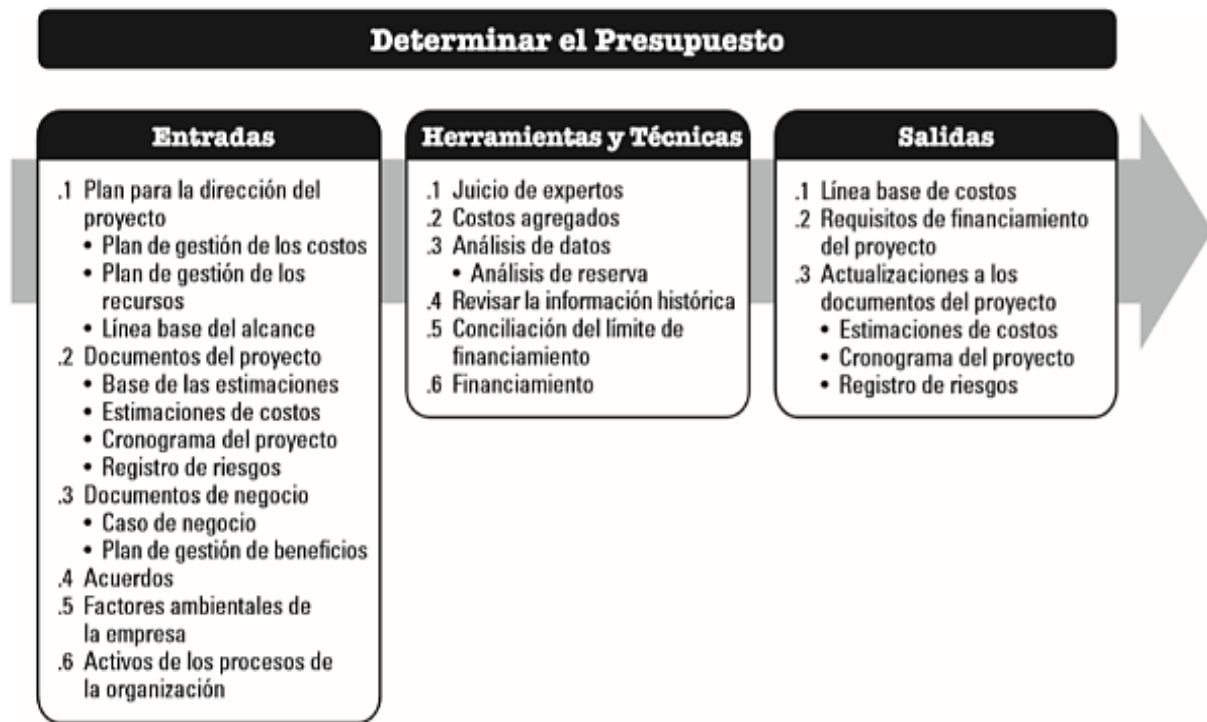 Determinar el Presupuesto
Entradas
.1 Plan para la dirección del
proyecto
• Plan de gestión de los costos
• Plan de gestión de los
recursos
• Línea base del alcance
.2 Documentos del proyecto
• Base de las estimaciones
• Estimaciones de costos
• Cronograma del proyecto
• Registro de riesgos
.3 Documentos de negocio
• Caso de negocio
• Plan de gestión de beneficios
.4 Acuerdos
.5 Factores ambientales de
la empresa
.6 Activos de los procesos de
la organización
Herramientas y Técnicas
.1 Juicio de expertos
.2 Costos agregados
.3 Análisis de datos
• Análisis de reserva
.4 Revisar la información histórica
.5 Conciliación del límite de
financiamiento
.6 Financiamiento
Salidas
.1 Línea base de costos
.2 Requisitos de financiamiento
del proyecto
.3 Actualizaciones a los
documentos del proyecto
• Estimaciones de costos
• Cronograma del proyecto
• Registro de riesgos